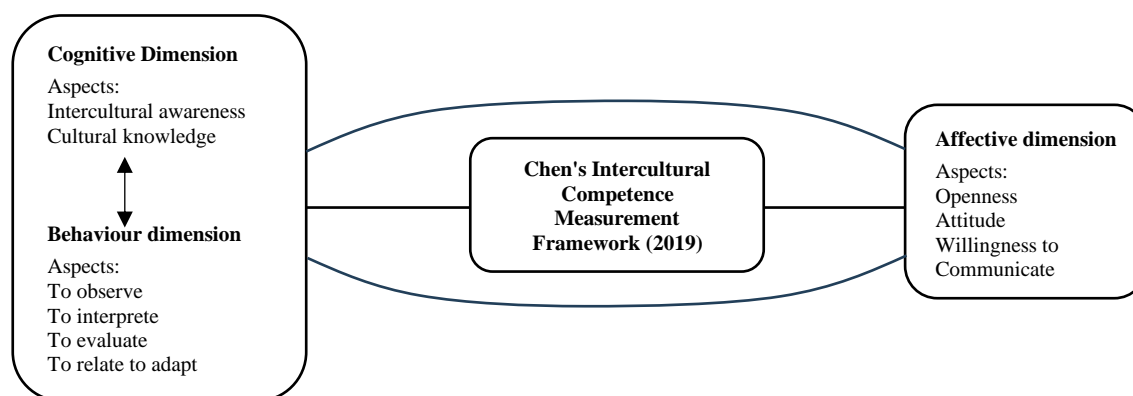 Cognitive Dimension
Aspects:
Intercultural awareness
Cultural knowledge
Behaviour dimension
Aspects:
To observe
To interprete
To evaluate
To relate to adapt
Chen's Intercultural
Competence
Measurement
Framework (2019)
Affective dimension
Aspects:
Openness
Attitude
Willingness to
Communicate